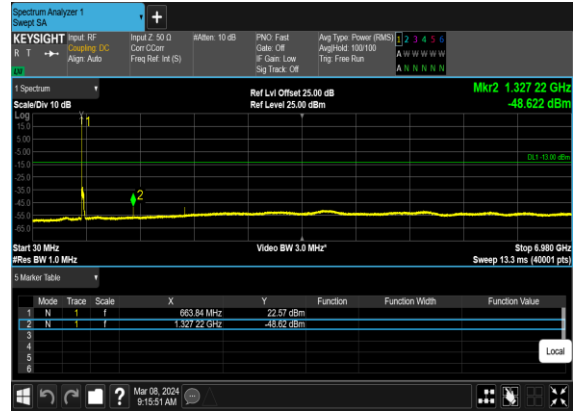 Spectrum Analyzer 1
Swept SA
+
KEYSIGHT Input: RF Input Z: 50 Ω #Atten: 10 dB PNO: Fast Avg Type: Power (RMS) 1 2 3 4 5 6
R T Coupling: DC Corr CCorr Gate: Off Avg|Hold: 100/100 A W W W W W
Align: Auto Freq Ref: Int (S) IF Gain: Low Trig: Free Run
LXI Sig Track: Off A N N N N N
1 Spectrum Ref Lvl Offset 25.00 dB Mkr2 1.327 22 GHz
Scale/Div 10 dB Ref Level 25.00 dBm -48.622 dBm
Log
15.0 1
5.00
-5.00
-15.0 DL1 -13.00 dBm
-25.0
-35.0
-45.0 2
-55.0
-65.0
Start 30 MHz Video BW 3.0 MHz* Stop 6.980 GHz
#Res BW 1.0 MHz Sweep 13.3 ms (40001 pts)
5 Marker Table
Mode Trace Scale X Y Function Function Width Function Value
1 N 1 f 663.84 MHz 22.57 dBm
2 N 1 f 1.327 22 GHz -48.62 dBm
3
4
5
6
Local
? Mar 08, 2024
9:15:51 AM